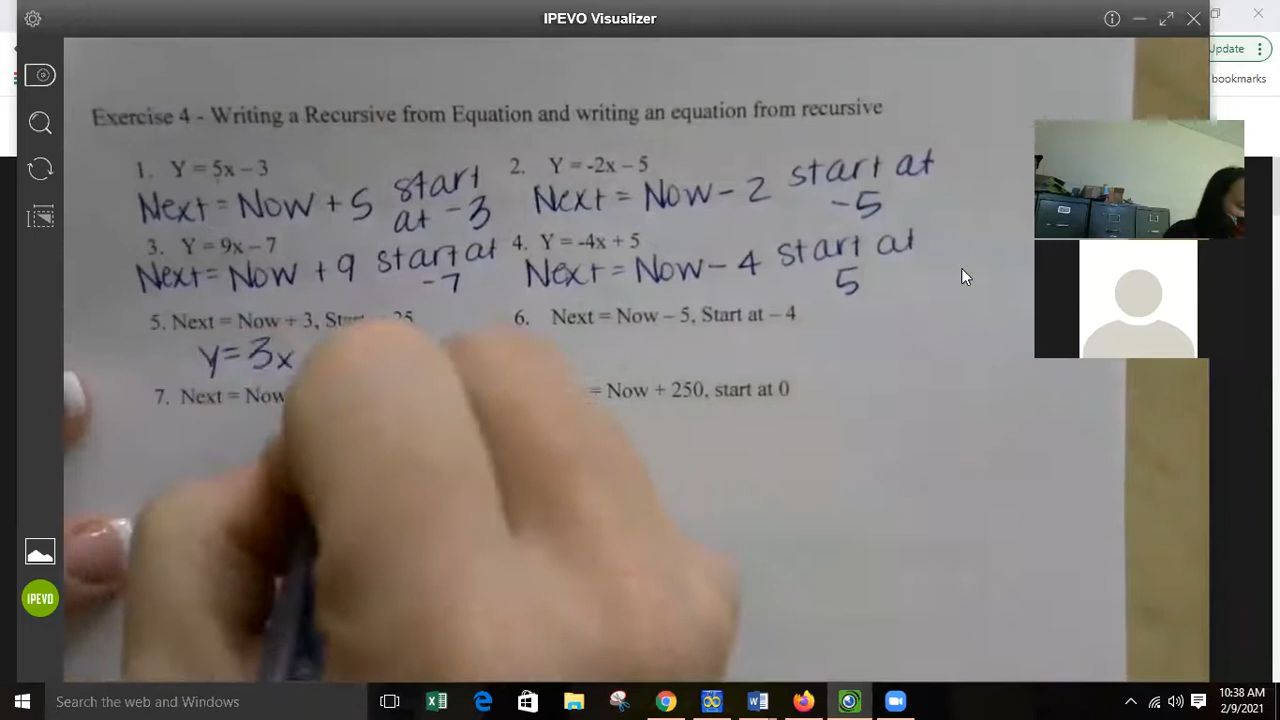 IPEVO Visualizer
Update
bookmarks
Exercise 4 - Writing a Recursive from Equation and writing an equation from recursive
1. Y = 5x – 3
Next = Now + 5 start at -3
2. Y = -2x – 5
Next = Now - 2 start at -5
3. Y = 9x – 7
Next = Now + 9 start at -7
4. Y = -4x + 5
Next = Now - 4 start at 5
5. Next = Now + 3, 25
y = 3x
6. Next = Now – 5, Start at – 4
7. Next = Now
= Now + 250, start at 0
IPEVO
Search the web and Windows
10:38 AM
2/9/2021